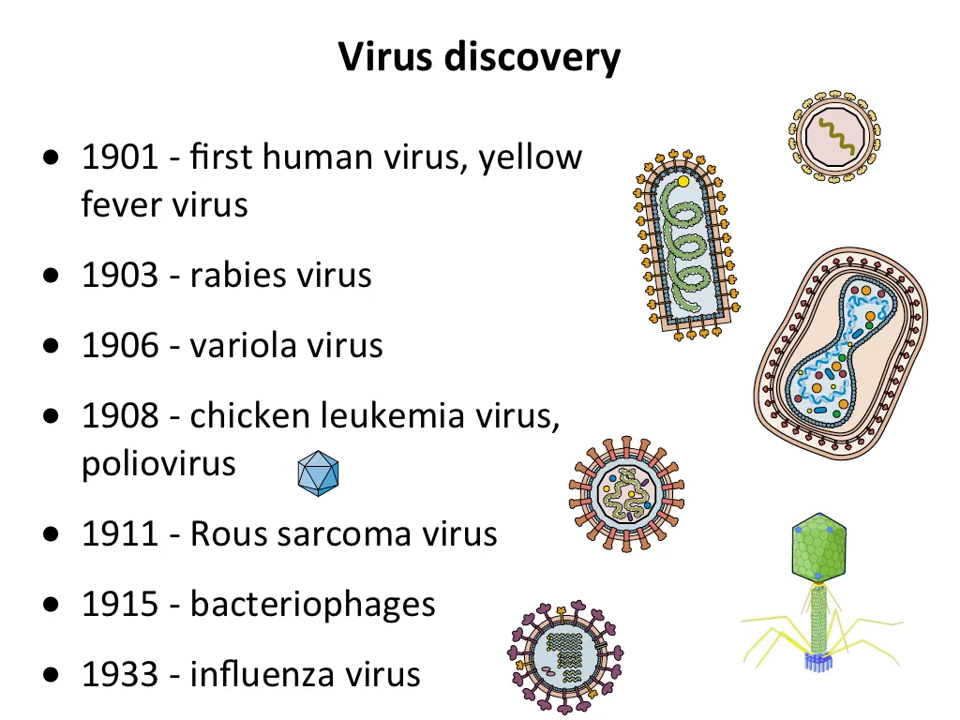 Virus discovery
• 1901 - first human virus, yellow
fever virus
• 1903 - rabies virus
• 1906 - variola virus
• 1908 - chicken leukemia virus,
poliovirus
• 1911 - Rous sarcoma virus
• 1915 - bacteriophages
• 1933 - influenza virus